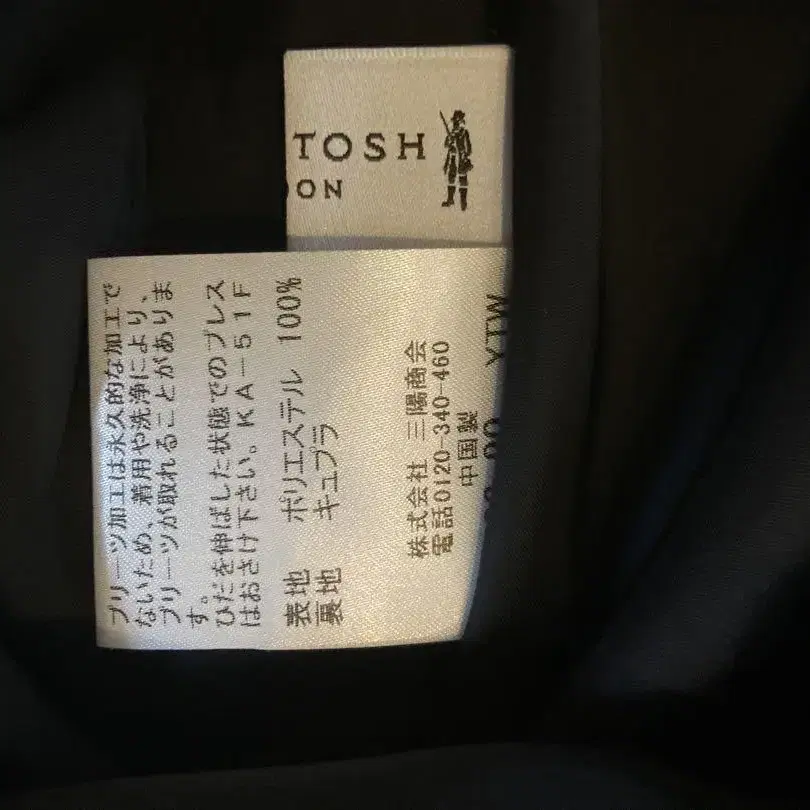 TOSH
ON
プリーツ加工は永久的な加工で
ないため、着用や洗浄により、
プリーツが取れることがありま
す。
ひだを伸ばした状態でのプレス
はおさけ下さい。KA-51F
表地 ポリエステル 100%
裏地 キュプラ
株式会社 三陽商会
電話0120-340-460
中国製
YTW